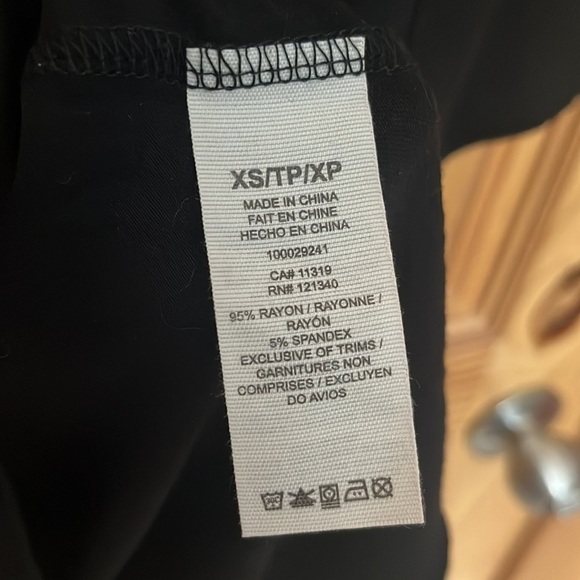 XS/TP/XP
MADE IN CHINA
FAIT EN CHINE
HECHO EN CHINA
100029241
CA# 11319
RN# 121340
95% RAYON / RAYONNE /
RAYÓN
5% SPANDEX
EXCLUSIVE OF TRIMS /
GARNITURES NON
COMPRISES / EXCLUYEN
DO AVIOS